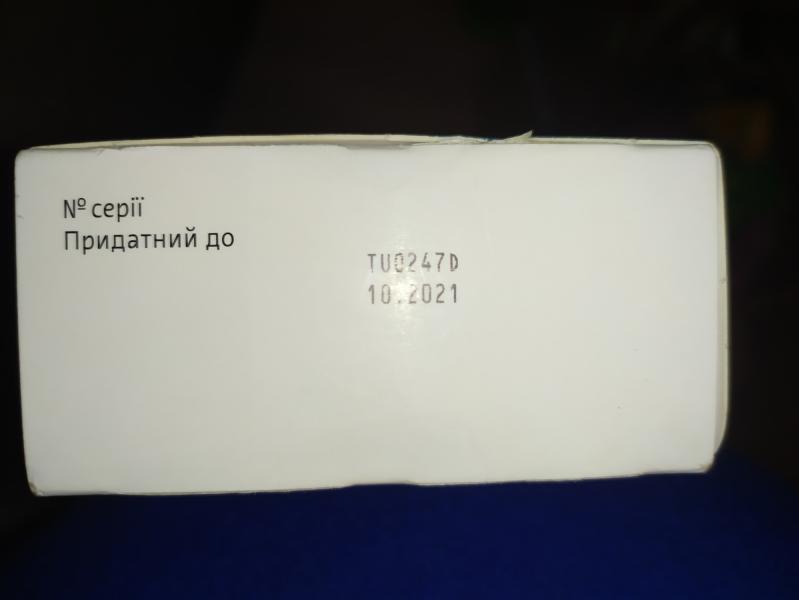 № серії
Придатний до
TU0247D
10.2021